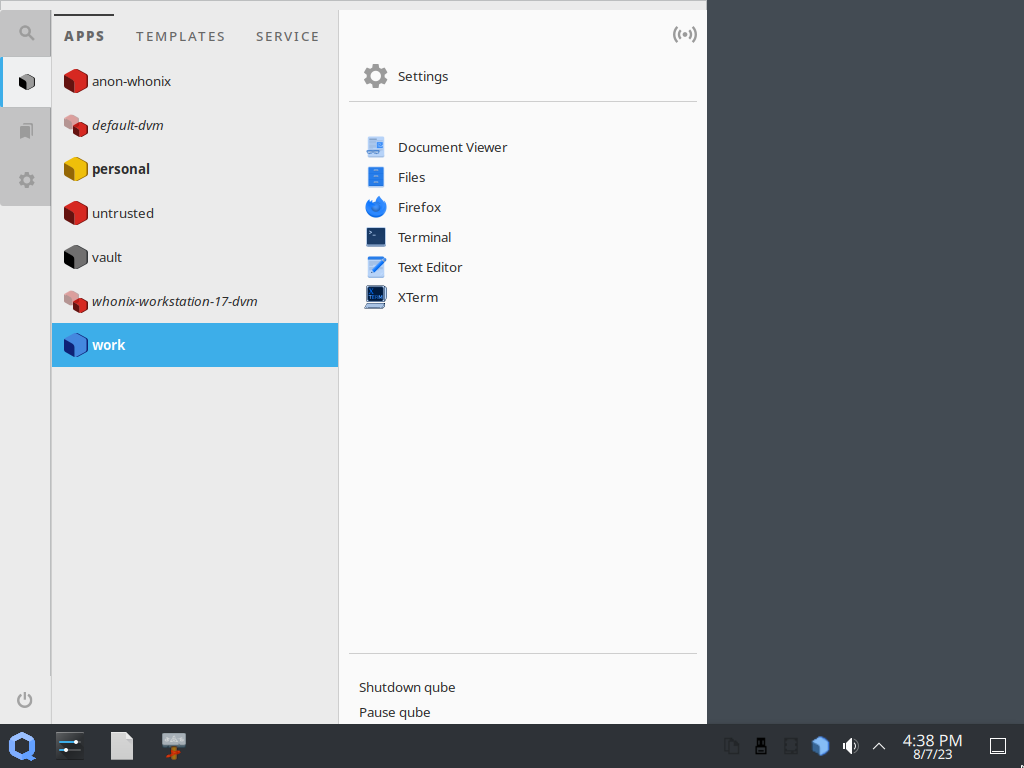 APPS TEMPLATES SERVICE
anon-whonix
default-dvm
personal
untrusted
vault
whonix-workstation-17-dvm
work
Settings
Document Viewer
Files
Firefox
Terminal
Text Editor
XTerm
Shutdown qube
Pause qube
4:38 PM
8/7/23